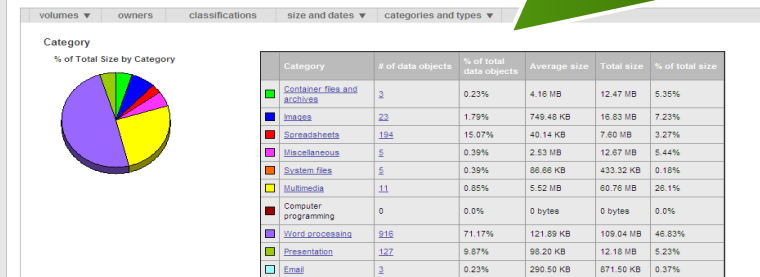 volumes ▼ owners classifications size and dates ▼ categories and types ▼
Category
% of Total Size by Category
Category # of data objects % of total data objects Average size Total size % of total size
Container files and archives 3 0.23% 4.16 MB 12.47 MB 5.35%
Images 23 1.79% 749.48 KB 16.83 MB 7.23%
Spreadsheets 194 15.07% 40.14 KB 7.60 MB 3.27%
Miscellaneous 5 0.39% 2.53 MB 12.67 MB 5.44%
System files 5 0.39% 86.66 KB 433.32 KB 0.18%
Multimedia 11 0.85% 5.52 MB 60.76 MB 26.1%
Computer programming 0 0.0% 0 bytes 0 bytes 0.0%
Word processing 916 71.17% 121.89 KB 109.04 MB 46.83%
Presentation 127 9.87% 98.20 KB 12.18 MB 5.23%
Email 3 0.23% 290.50 KB 871.50 KB 0.37%